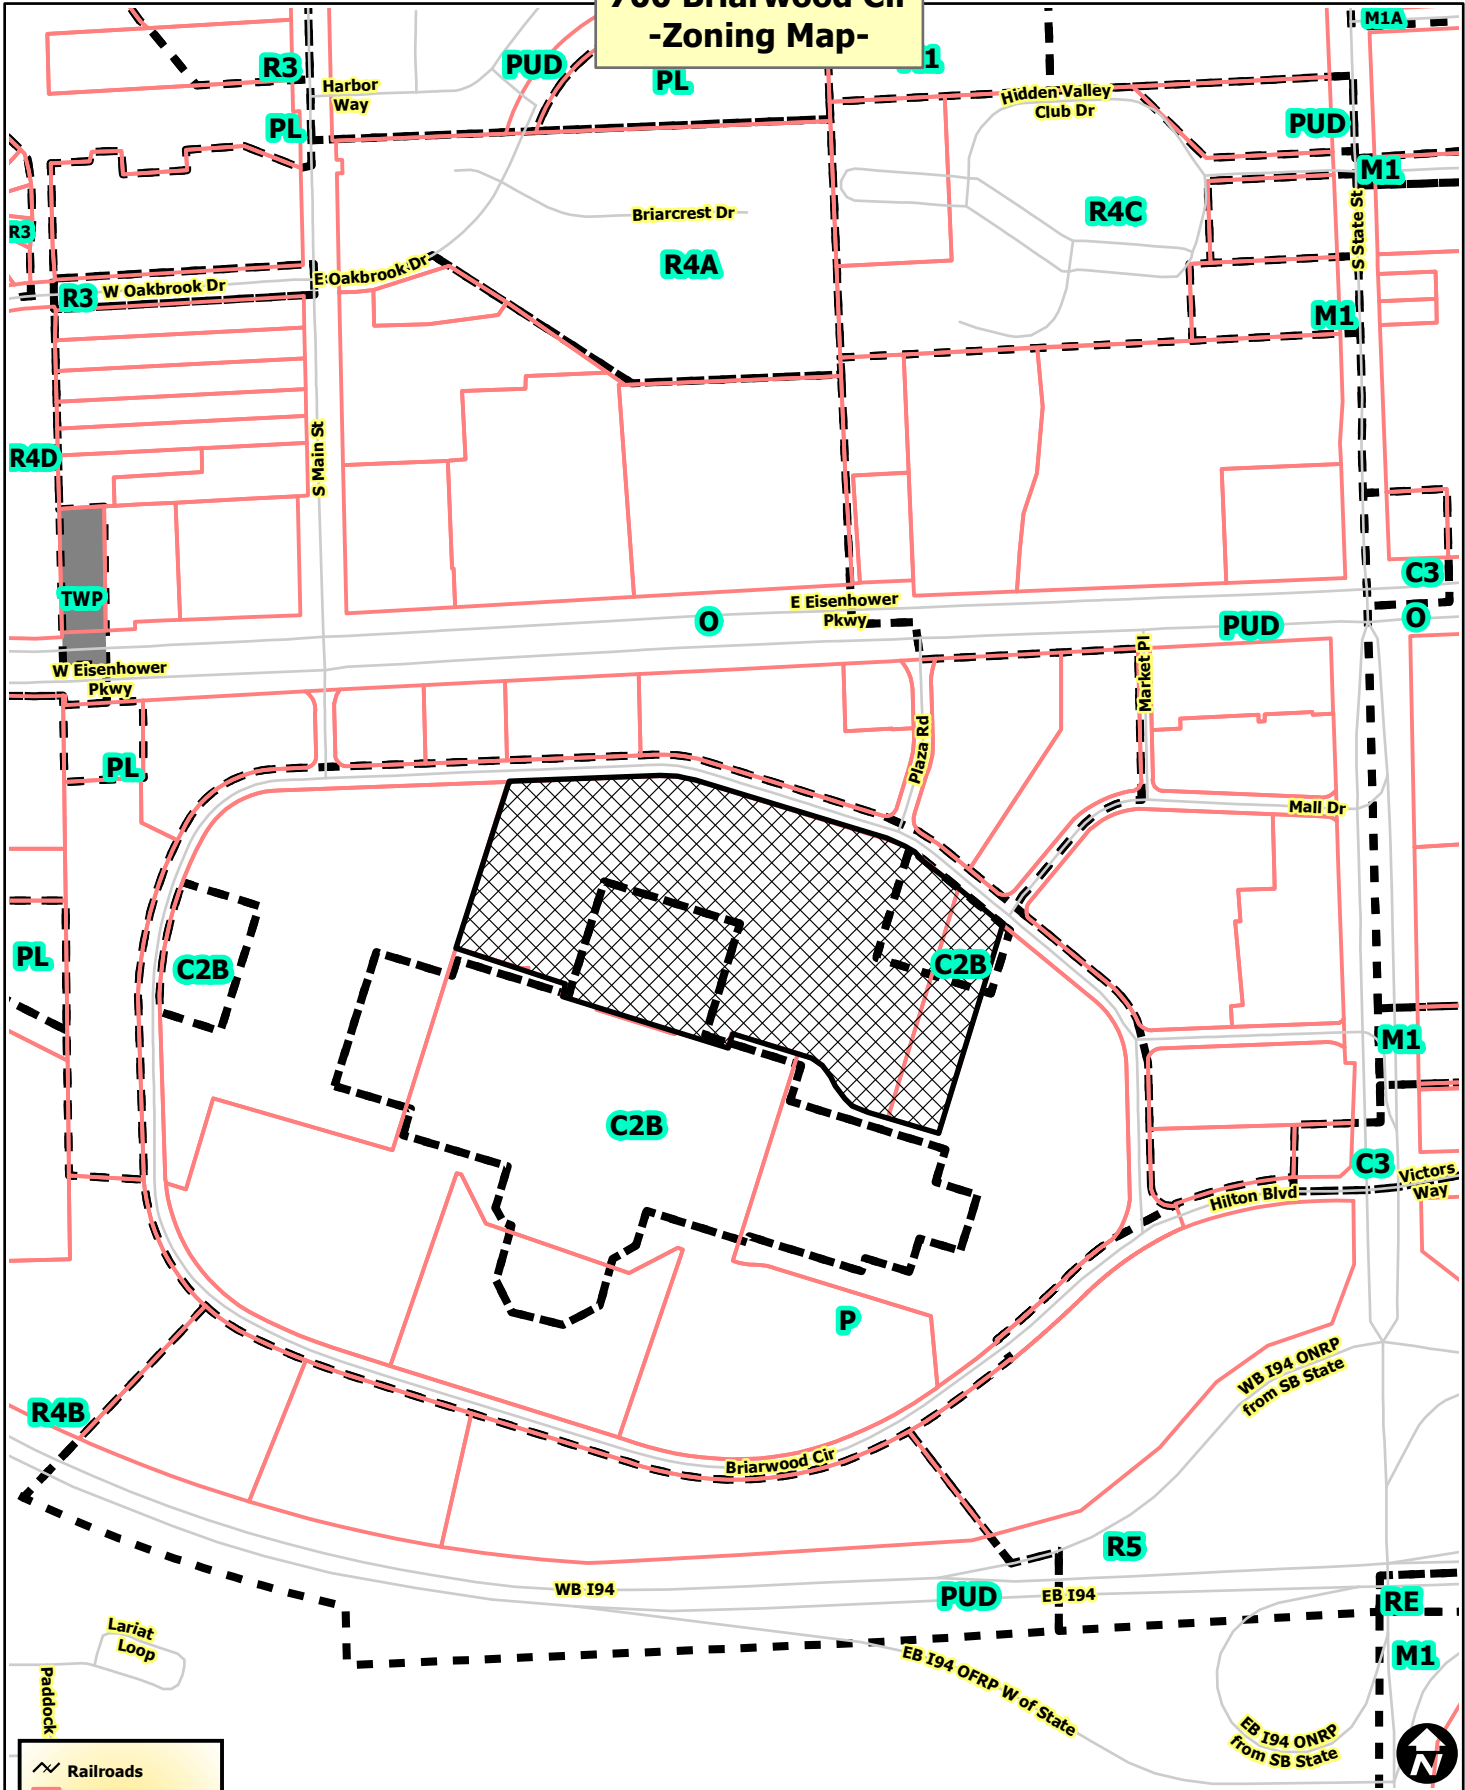 700 Briarwood Cir
-Zoning Map-
M1A
R3
PUD
PL
Harbor
Way
Hidden Valley
Club Dr
PL
PUD
M1
R4C
R3
Briarcrest Dr
S State St
R4A
E Oakbrook Dr
W Oakbrook Dr
R3
M1
S Main St
R4D
C3
TWP
E Eisenhower
Pkwy
O
PUD
O
W Eisenhower
Pkwy
Market Pl
Plaza Rd
PL
Mall Dr
PL
C2B
C2B
M1
C2B
C3
Victors
Way
Hilton Blvd
P
WB I94 ONRP
from SB State
R4B
Briarwood Cir
R5
WB I94
PUD
EB I94
RE
Lariat
Loop
M1
EB I94 OFRP W of State
Paddock
EB I94 ONRP
from SB State
Railroads
N